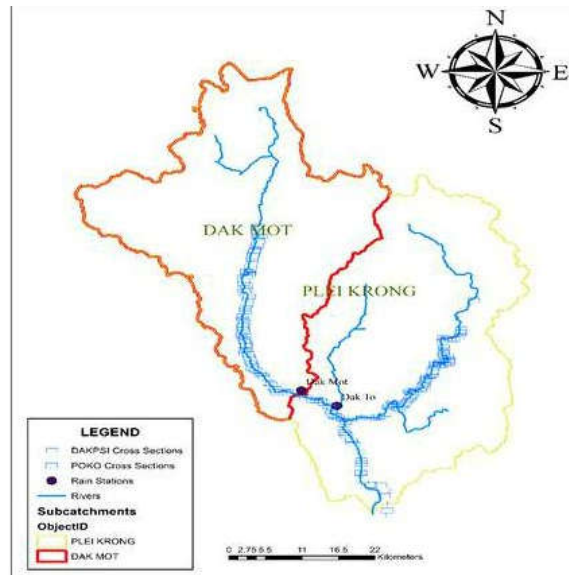 N
W E
S
DAK MOT
PLEI KRONG
Dak Mot
Dak To
LEGEND
DAKPSI Cross Sections
POKO Cross Sections
Rain Stations
Rivers
Subcatchments
ObjectID
PLEI KRONG
DAK MOT
0 2.75 5.5 11 16.5 22
Kilometers